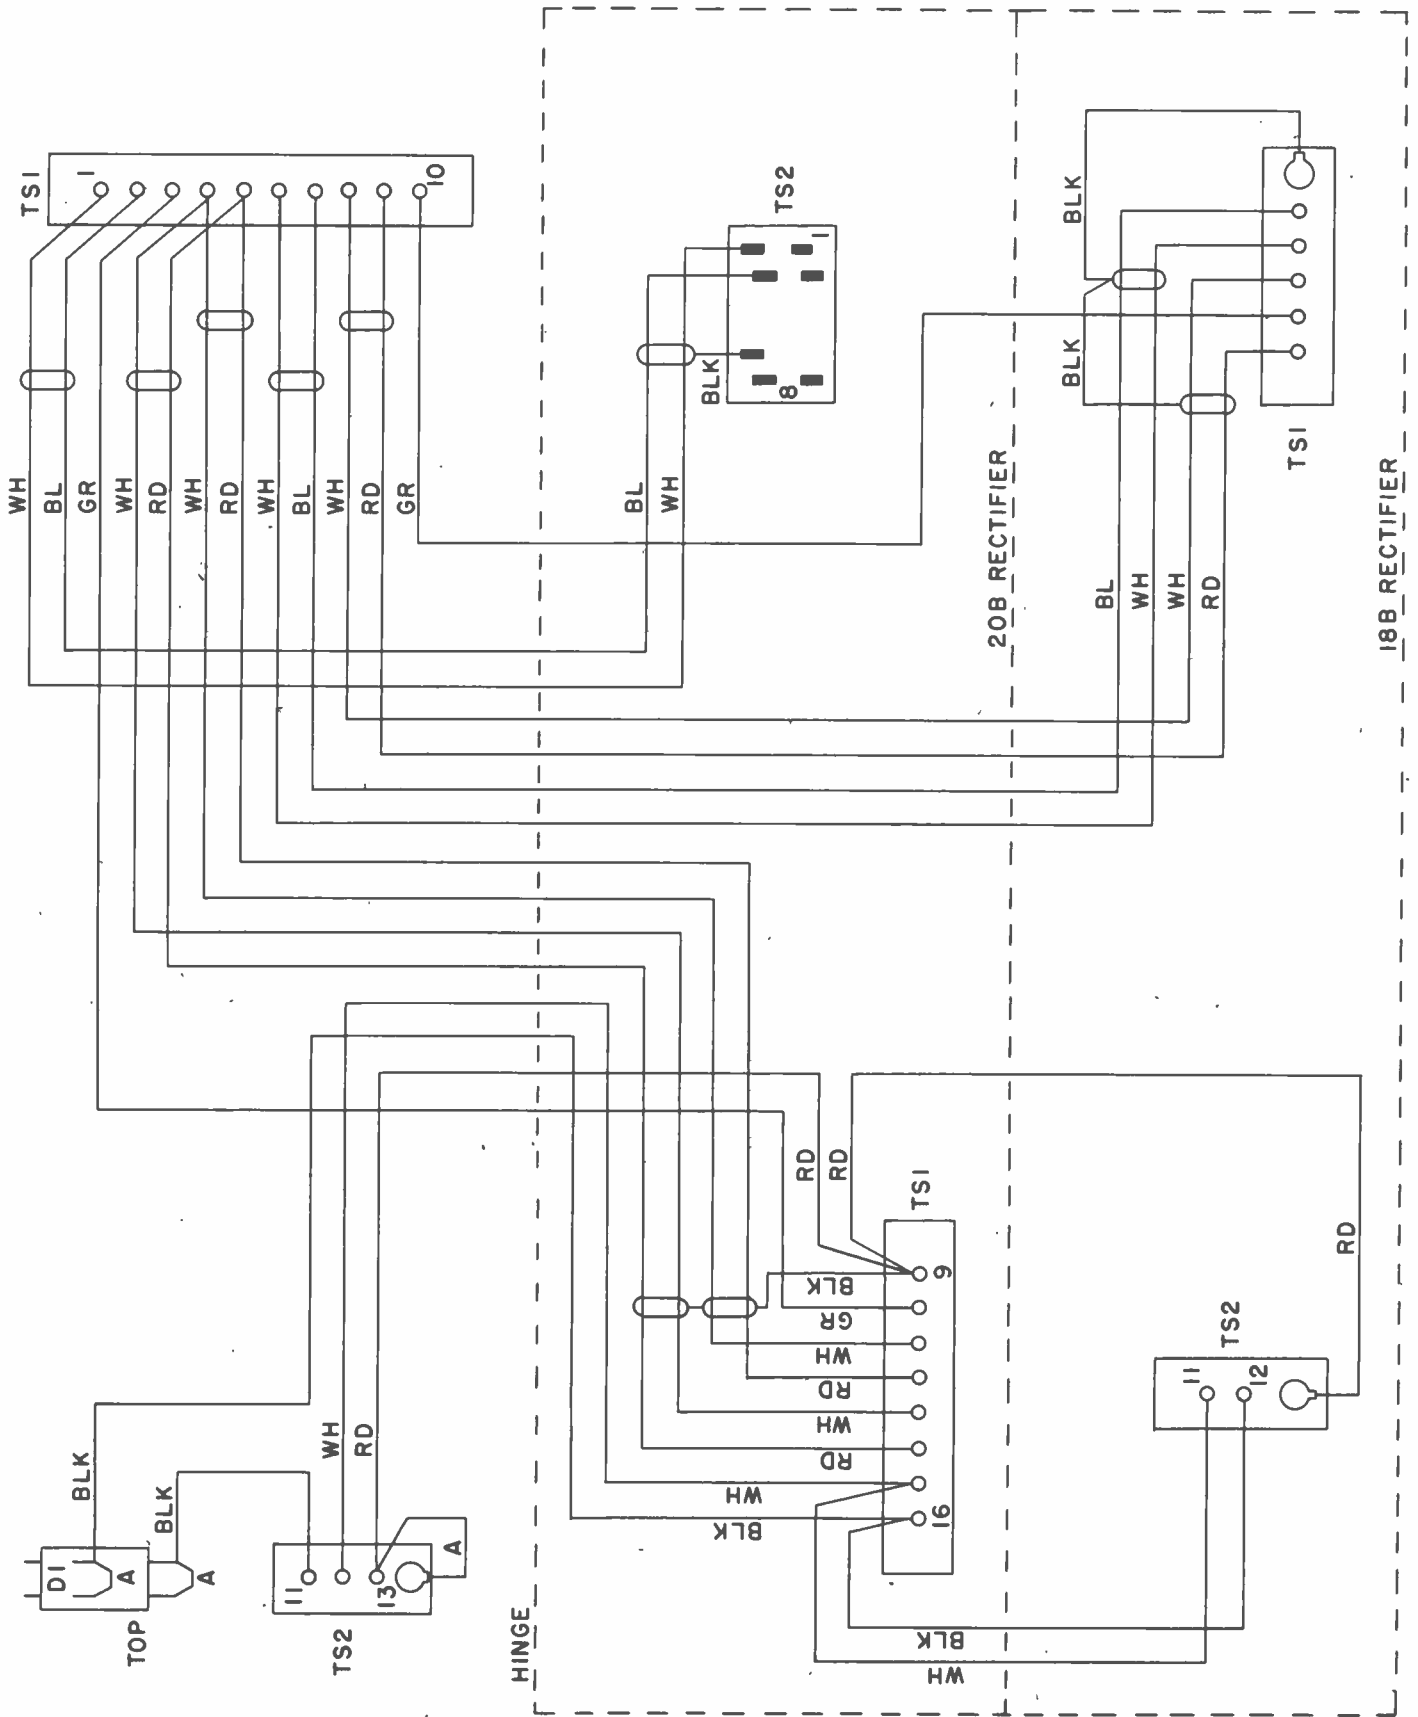 TS1
1
10
WH
BL
GR
WH
RD
WH
RD
WH
BL
WH
RD
GR
TS2
1
8
BLK
BL
WH
BLK
BLK
TS1
20B RECTIFIER
18B RECTIFIER
BL
WH
WH
RD
RD
RD
TS1
9
BLK
GR
WH
RD
WH
RD
WH
BLK
16
RD
TS2
11
12
BLK
WH
WH
RD
BLK
BLK
D1
A
A
TOP
11
13
A
TS2
HINGE